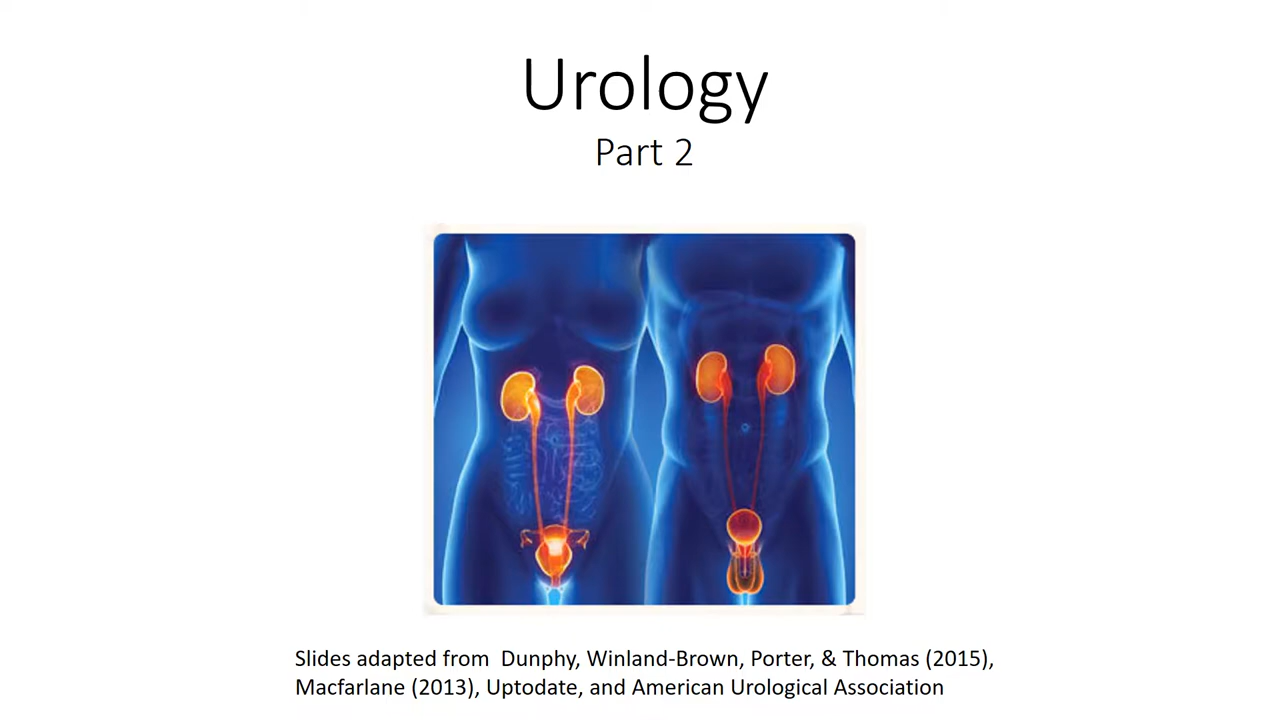 Urology
Part 2
Slides adapted from  Dunphy, Winland-Brown, Porter, & Thomas (2015),
Macfarlane (2013), Uptodate, and American Urological Association